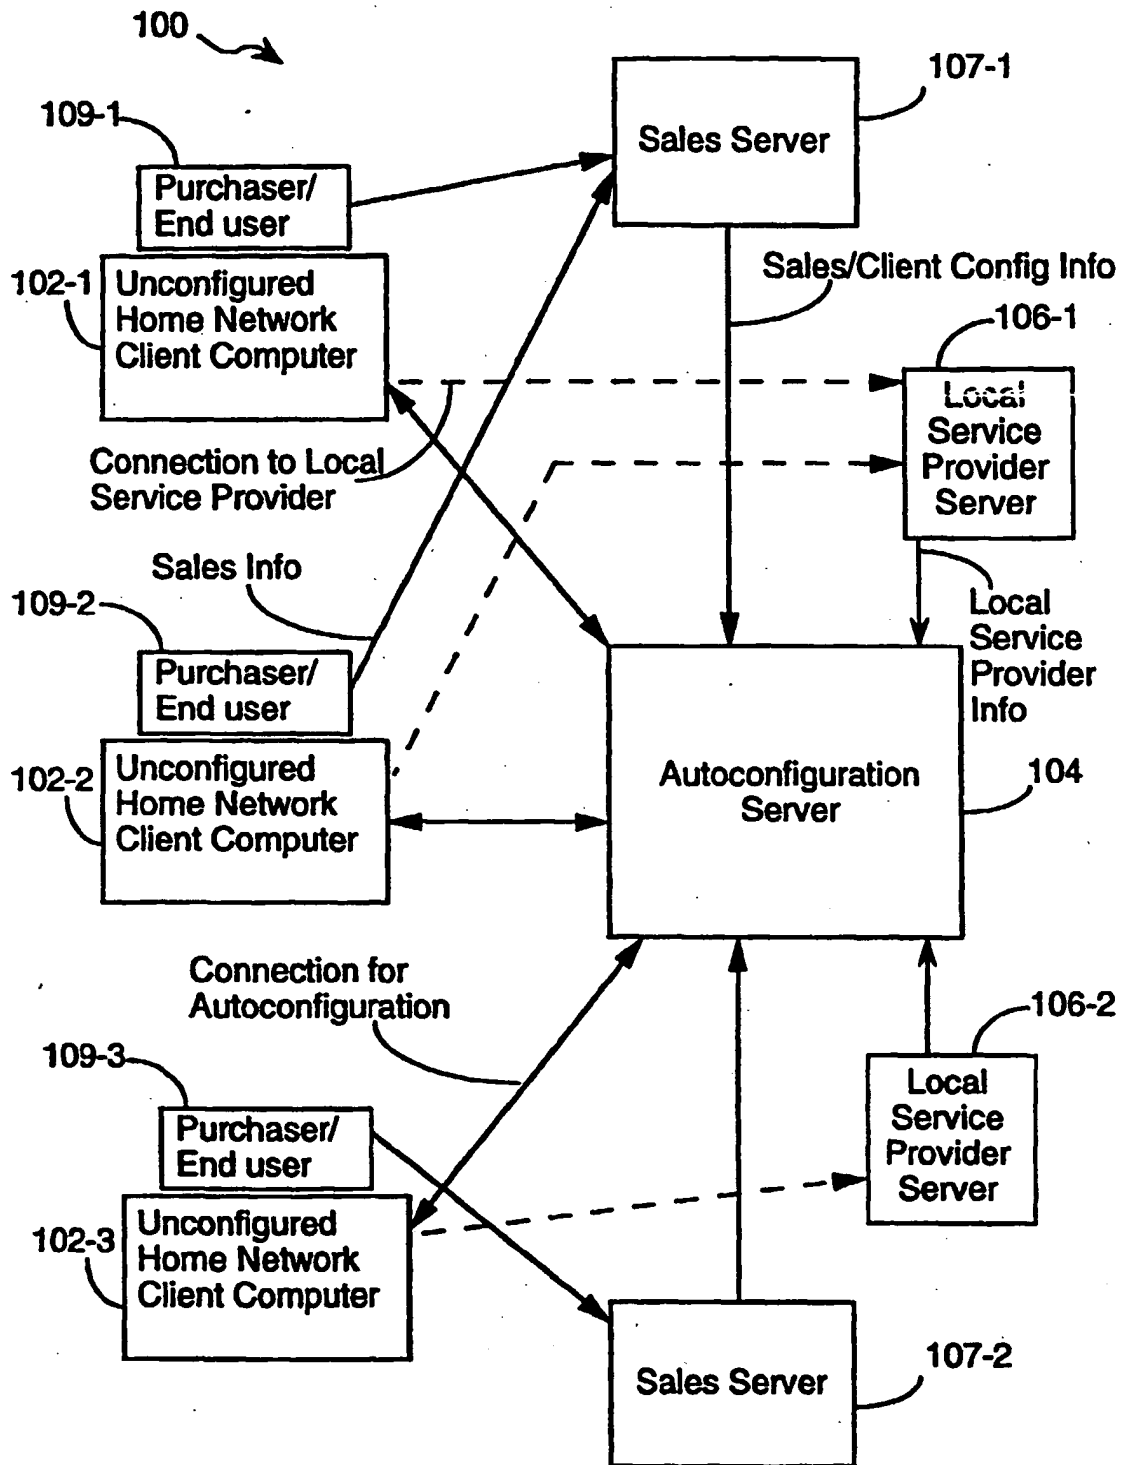 100
107-1
109-1
Sales Server
Purchaser/
End user
Sales/Client Config Info
102-1
Unconfigured
Home Network
Client Computer
106-1
Local
Service
Provider
Server
Connection to Local
Service Provider
Sales Info
109-2
Local
Service
Provider
Info
Purchaser/
End user
102-2
Unconfigured
Home Network
Client Computer
Autoconfiguration
Server
104
Connection for
Autoconfiguration
106-2
109-3
Local
Service
Provider
Server
Purchaser/
End user
102-3
Unconfigured
Home Network
Client Computer
107-2
Sales Server